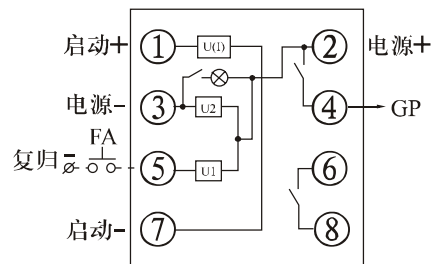 启动+ ① U(I) ② 电源+
电源- ③ U2 ④ GP
FA
复归 - ⑤ U1 ⑥
启动- ⑦ ⑧